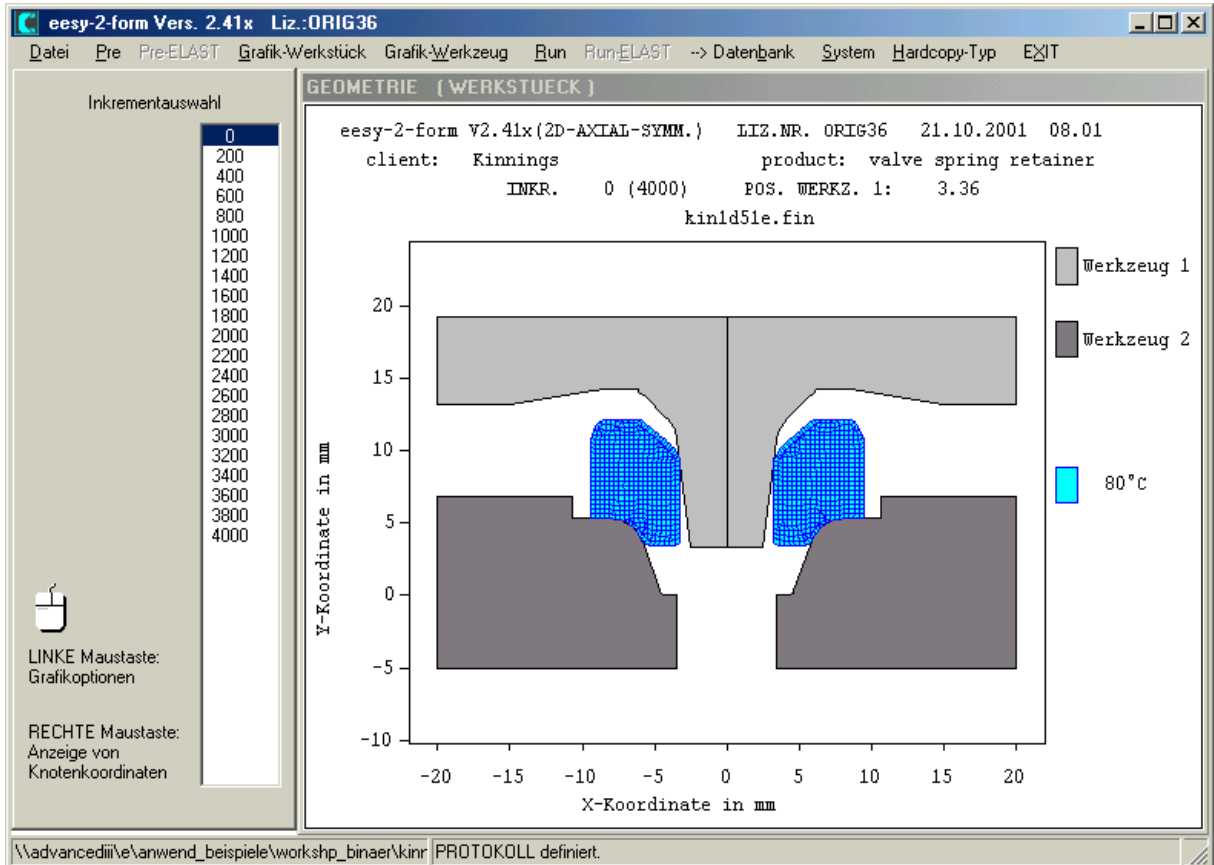 eesy-2-form Vers. 2.41x Liz.:ORIG36
Datei Pre Pre-ELAST Grafik-Werkstück Grafik-Werkzeug Run Run-ELAST --> Datenbank System Hardcopy-Typ EXIT
Inkrementauswahl
0
200
400
600
800
1000
1200
1400
1600
1800
2000
2200
2400
2600
2800
3000
3200
3400
3600
3800
4000
LINKE Maustaste:
Grafikoptionen
RECHTE Maustaste:
Anzeige von
Knotenkoordinaten
GEOMETRIE (WERKSTUECK)
eesy-2-form V2.41x(2D-AXIAL-SYMM.) LIZ.NR. ORIG36 21.10.2001 08.01
client: Kinnings product: valve spring retainer
INKR. 0 (4000) POS. WERKZ. 1: 3.36
kin1d51e.fin
Werkzeug 1
Werkzeug 2
80°C
Y-Koordinate in mm
20
15
10
5
0
-5
-10
-20 -15 -10 -5 0 5 10 15 20
X-Koordinate in mm
\\advancediii\e\anwend_beispiele\workshp_binaer\kinr PROTOKOLL definiert.